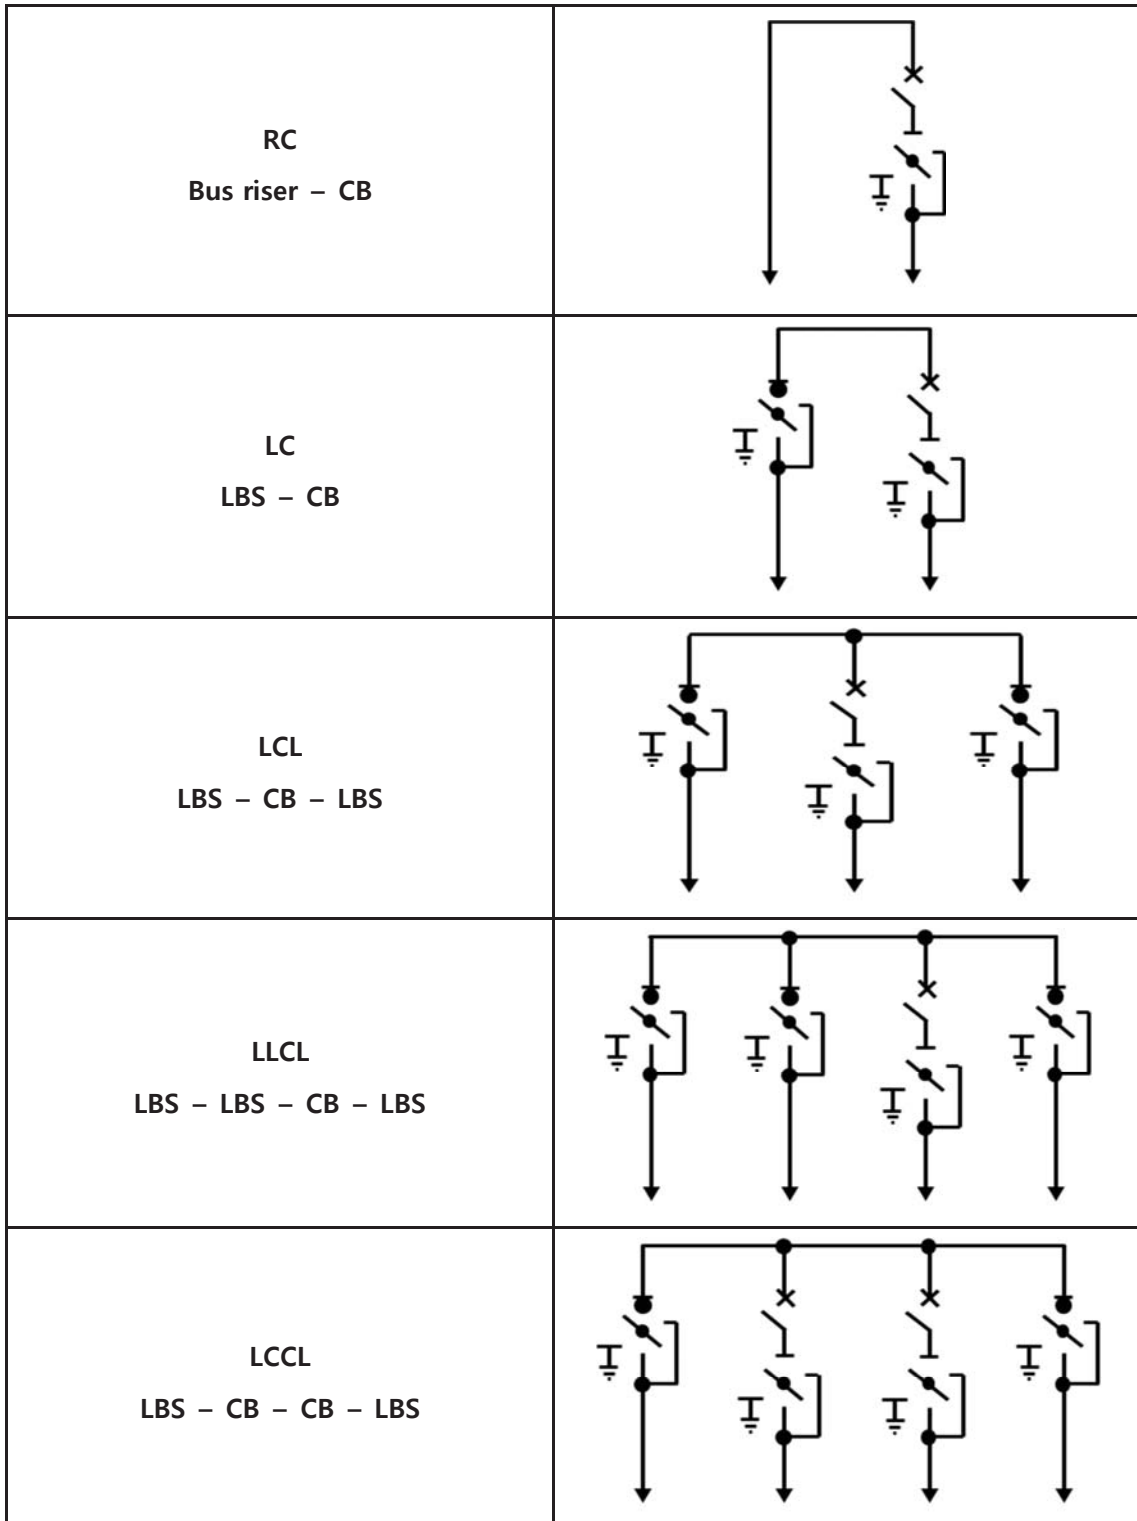 RC
Bus riser – CB
LC
LBS – CB
LCL
LBS – CB – LBS
LLCL
LBS – LBS – CB – LBS
LCCL
LBS – CB – CB – LBS